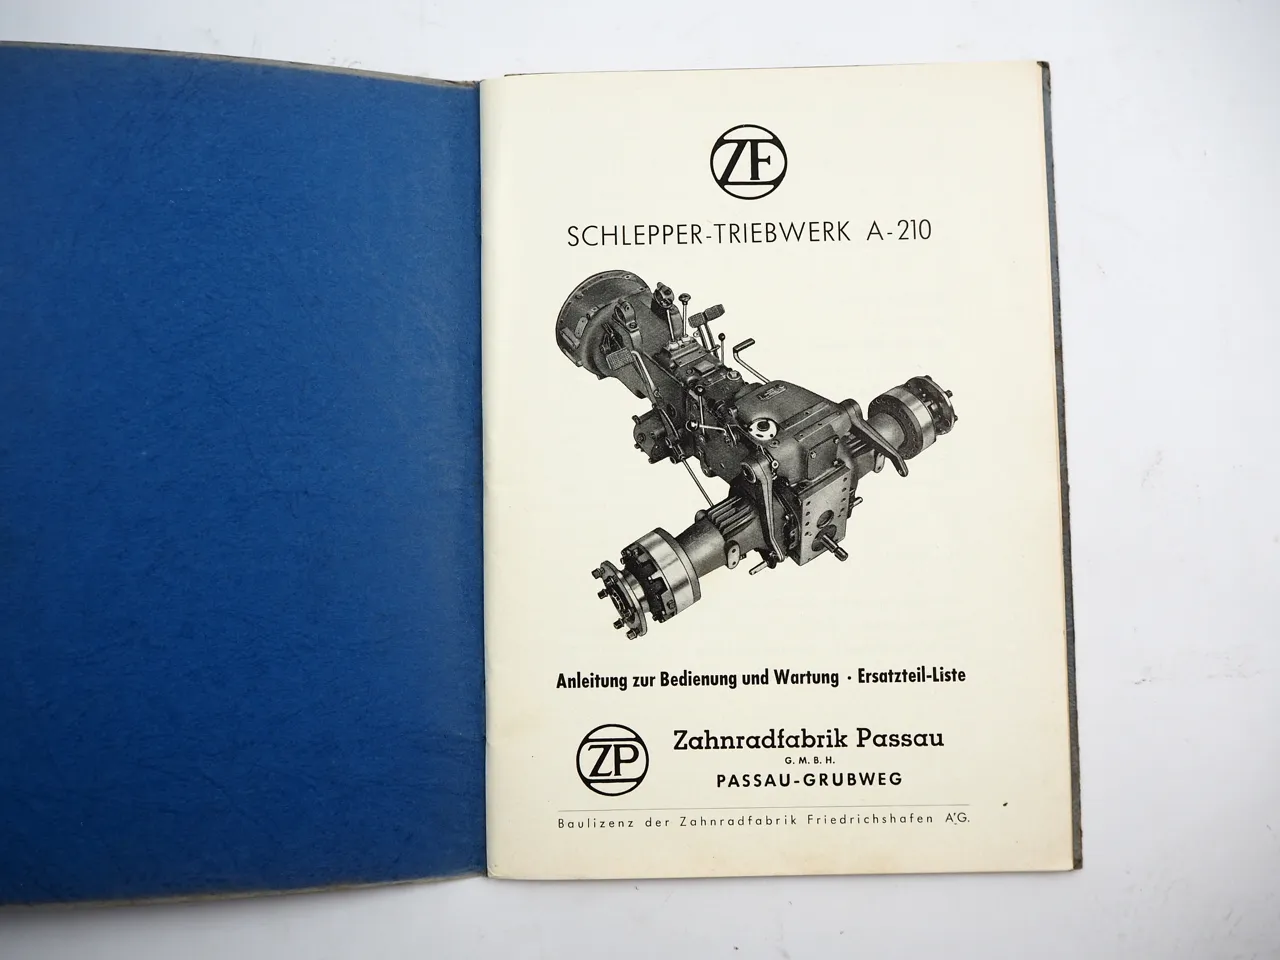 ZF
SCHLEPPER-TRIEBWERK A-210
Anleitung zur Bedienung und Wartung · Ersatzteil-Liste
ZP
Zahnradfabrik Passau
G. M. B. H.
PASSAU-GRUBWEG
Baulizenz der Zahnradfabrik Friedrichshafen A.G.